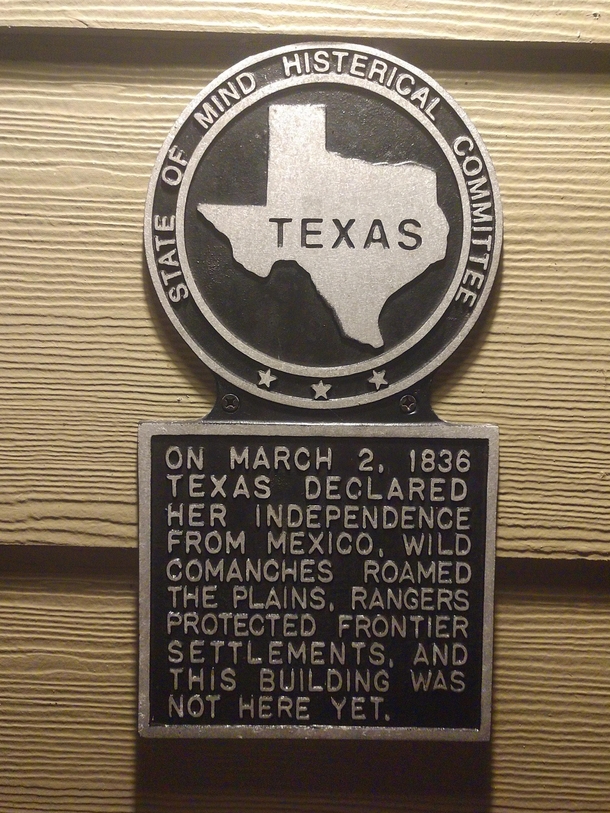 STATE OF MIND HISTERICAL COMMITTEE
TEXAS
ON MARCH 2, 1836
TEXAS DECLARED
HER INDEPENDENCE
FROM MEXICO, WILD
COMANCHES ROAMED
THE PLAINS, RANGERS
PROTECTED FRONTIER
SETTLEMENTS, AND
THIS BUILDING WAS
NOT HERE YET.